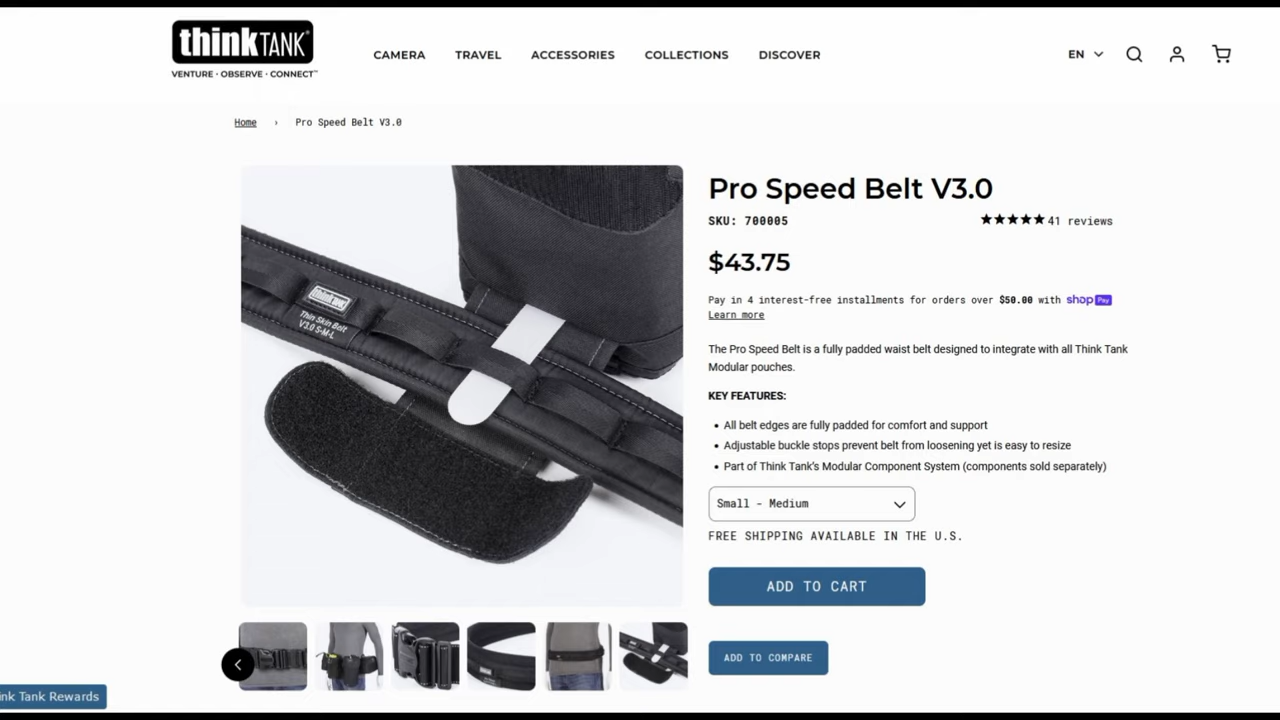 thinkTANK®
VENTURE · OBSERVE · CONNECT™
CAMERA TRAVEL ACCESSORIES COLLECTIONS DISCOVER
EN
Home › Pro Speed Belt V3.0
thinkTANK
Thin Skin Belt
V3.0 S-M-L
Pro Speed Belt V3.0
SKU: 700005
★★★★★ 41 reviews
$43.75
Pay in 4 interest-free installments for orders over $50.00 with shop Pay
Learn more
The Pro Speed Belt is a fully padded waist belt designed to integrate with all Think Tank
Modular pouches.
KEY FEATURES:
• All belt edges are fully padded for comfort and support
• Adjustable buckle stops prevent belt from loosening yet is easy to resize
• Part of Think Tank's Modular Component System (components sold separately)
Small - Medium
FREE SHIPPING AVAILABLE IN THE U.S.
ADD TO CART
ADD TO COMPARE
ink Tank Rewards